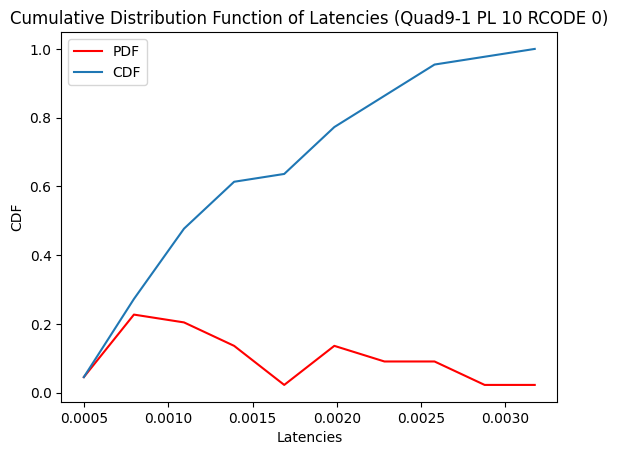 Cumulative Distribution Function of Latencies (Quad9-1 PL 10 RCODE 0)
PDF
CDF
1.0
0.8
0.6
0.4
0.2
0.0
CDF
0.0005 0.0010 0.0015 0.0020 0.0025 0.0030
Latencies